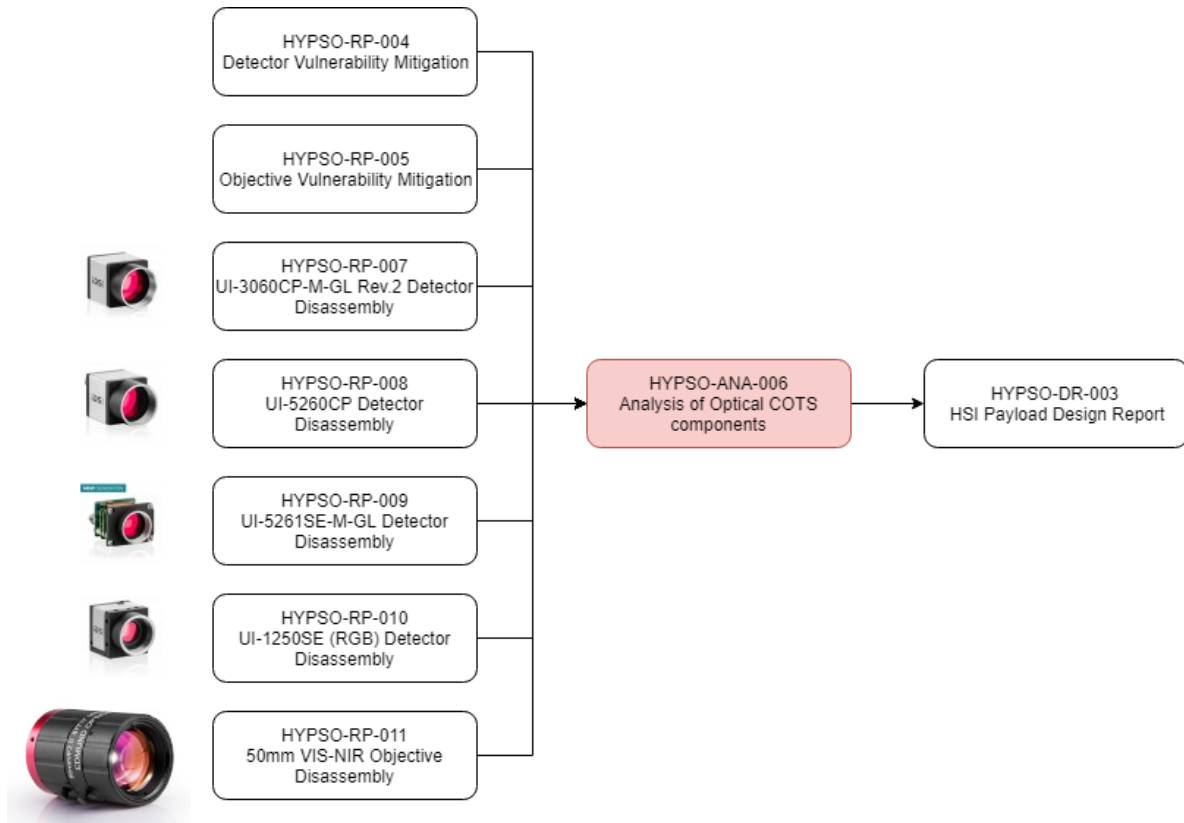 HYPSO-RP-004
Detector Vulnerability Mitigation
HYPSO-RP-005
Objective Vulnerability Mitigation
HYPSO-RP-007
UI-3060CP-M-GL Rev.2 Detector
Disassembly
HYPSO-RP-008
UI-5260CP Detector
Disassembly
HYPSO-RP-009
UI-5261SE-M-GL Detector
Disassembly
HYPSO-RP-010
UI-1250SE (RGB) Detector
Disassembly
HYPSO-RP-011
50mm VIS-NIR Objective
Disassembly
HYPSO-ANA-006
Analysis of Optical COTS
components
HYPSO-DR-003
HSI Payload Design Report